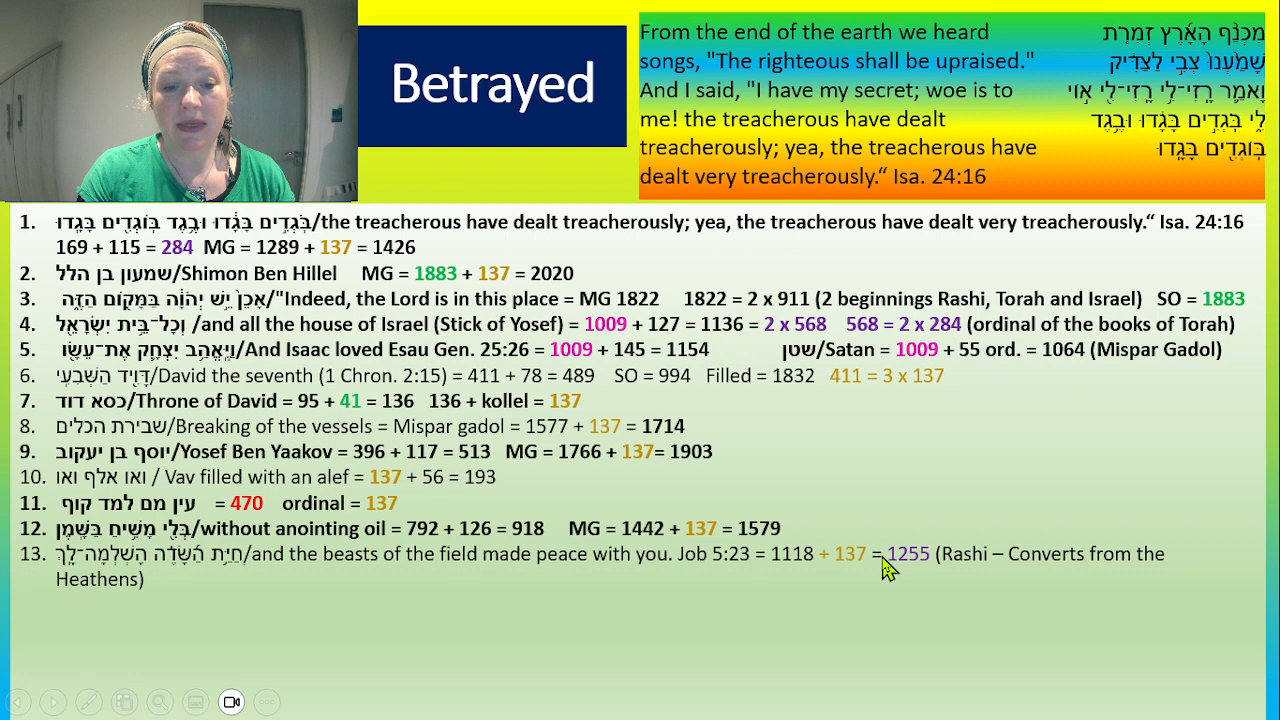 Betrayed
From the end of the earth we heard
songs, "The righteous shall be upraised."
And I said, "I have my secret; woe is to
me! the treacherous have dealt
treacherously; yea, the treacherous have
dealt very treacherously.“ Isa. 24:16
מִכְּנַ֨ף הָאָ֜רֶץ זְמִרֹ֤ת
שָׁמַ֙עְנוּ֙ צְבִ֣י לַצַּדִּ֔יק
וָאֹמַ֛ר רָֽזִי־לִ֥י רָֽזִי־לִ֖י א֣וֹי
לִ֑י בֹּֽגְדִ֣ים בָּגָ֔דוּ וּבֶ֥גֶד
בּוֹגְדִ֖ים בָּגָֽדוּ
1. בֹּֽגְדִ֣ים בָּגָ֔דוּ וּבֶ֥גֶד בּוֹגְדִ֖ים בָּגָֽדוּ/the treacherous have dealt treacherously; yea, the treacherous have dealt very treacherously.“ Isa. 24:16
169 + 115 = 284 MG = 1289 + 137 = 1426
2. שמעון בן הלל/Shimon Ben Hillel MG = 1883 + 137 = 2020
3. אָכֵן֙ יֵ֣שׁ יְהֹוָ֔ה בַּמָּק֖וֹם הַזֶּ֑ה/"Indeed, the Lord is in this place = MG 1822 1822 = 2 x 911 (2 beginnings Rashi, Torah and Israel) SO = 1883
4. וְכָל־בֵּ֥ית יִשְׂרָאֵ֖ל /and all the house of Israel (Stick of Yosef) = 1009 + 127 = 1136 = 2 x 568 568 = 2 x 284 (ordinal of the books of Torah)
5. וַיֶּאֱהַ֥ב יִצְחָ֛ק אֶת־עֵשָׂ֖ו/And Isaac loved Esau Gen. 25:26 = 1009 + 145 = 1154 שטן/Satan = 1009 + 55 ord. = 1064 (Mispar Gadol)
6. דָּוִ֖יד הַשְּׁבִעִֽי/David the seventh (1 Chron. 2:15) = 411 + 78 = 489 SO = 994 Filled = 1832 411 = 3 x 137
7. כסא דוד/Throne of David = 95 + 41 = 136 136 + kollel = 137
8. שבירת הכלים/Breaking of the vessels = Mispar gadol = 1577 + 137 = 1714
9. יוסף בן יעקוב/Yosef Ben Yaakov = 396 + 117 = 513 MG = 1766 + 137= 1903
10. ואו אלף ואו / Vav filled with an alef = 137 + 56 = 193
11. עין מם למד קוף = 470 ordinal = 137
12. בְּלִ֖י מָשִׁ֥יחַ בַּשָּֽׁמֶן/without anointing oil = 792 + 126 = 918 MG = 1442 + 137 = 1579
13. חַיַּ֥ת הַ֝שָּׂדֶ֗ה הָשְׁלְמָה־לָֽךְ/and the beasts of the field made peace with you. Job 5:23 = 1118 + 137 = 1255 (Rashi – Converts from the
Heathens)